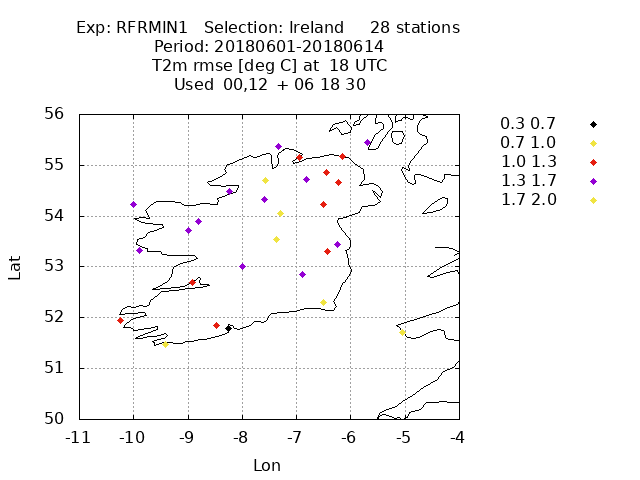 Exp: RFRMIN1 Selection: Ireland 28 stations
Period: 20180601-20180614
T2m rmse [deg C] at 18 UTC
Used 00,12 + 06 18 30
0.3 0.7
0.7 1.0
1.0 1.3
1.3 1.7
1.7 2.0
Lat
56
55
54
53
52
51
50
-11 -10 -9 -8 -7 -6 -5 -4
Lon